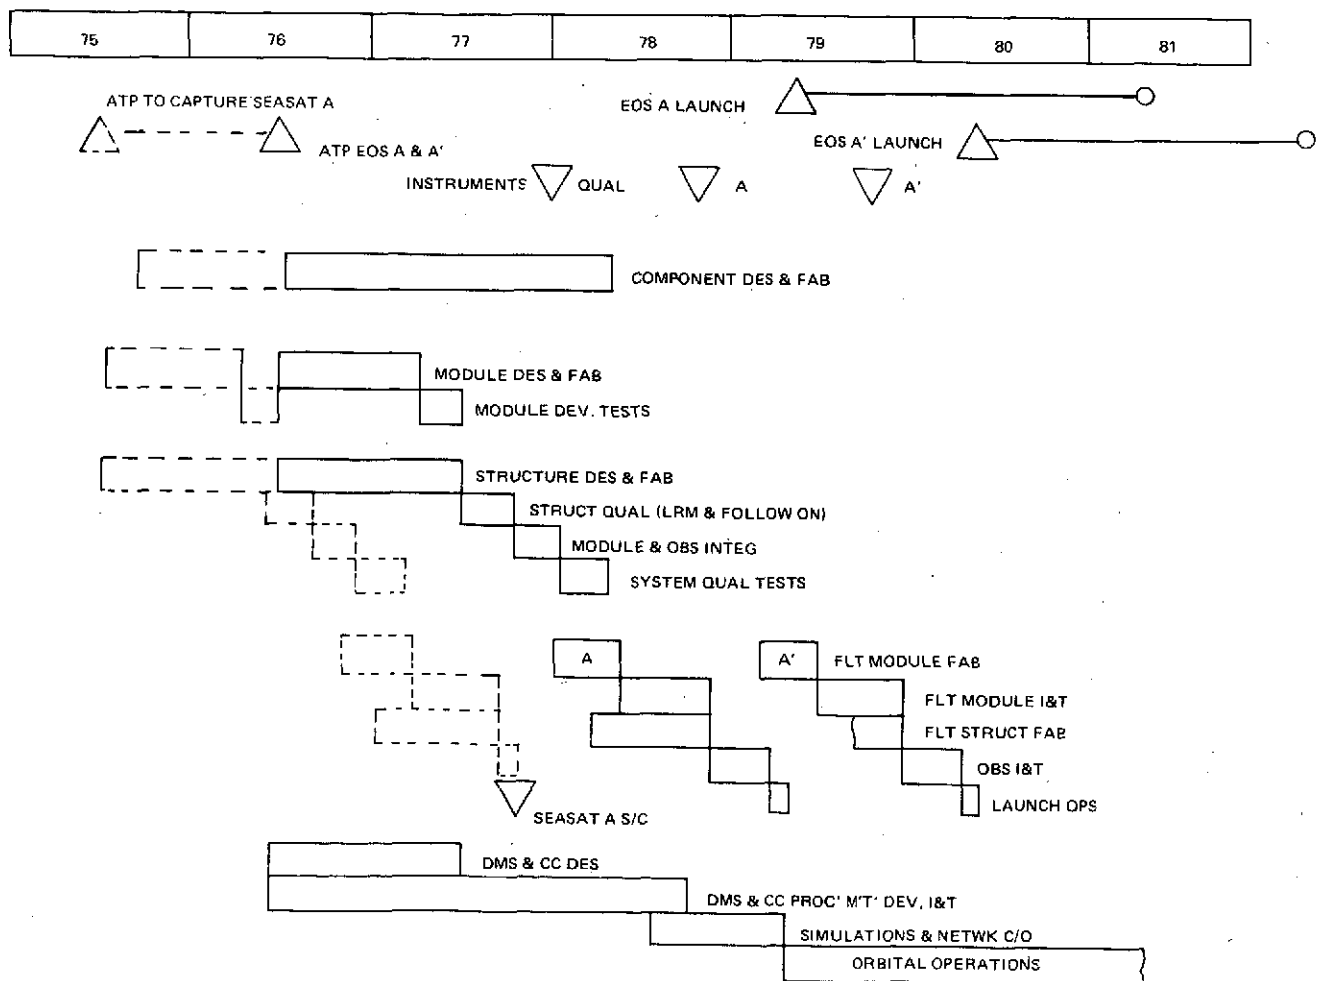 75 76 77 78 79 80 81
ATP TO CAPTURE SEASAT A
EOS A LAUNCH
ATP EOS A & A'
EOS A' LAUNCH
INSTRUMENTS QUAL A A'
COMPONENT DES & FAB
MODULE DES & FAB
MODULE DEV. TESTS
STRUCTURE DES & FAB
STRUCT QUAL (LRM & FOLLOW ON)
MODULE & OBS INTEG
SYSTEM QUAL TESTS
A A' FLT MODULE FAB
FLT MODULE I&T
FLT STRUCT FAB
OBS I&T
LAUNCH OPS
SEASAT A S/C
DMS & CC DES
DMS & CC PROC' M'T' DEV, I&T
SIMULATIONS & NETWK C/O
ORBITAL OPERATIONS